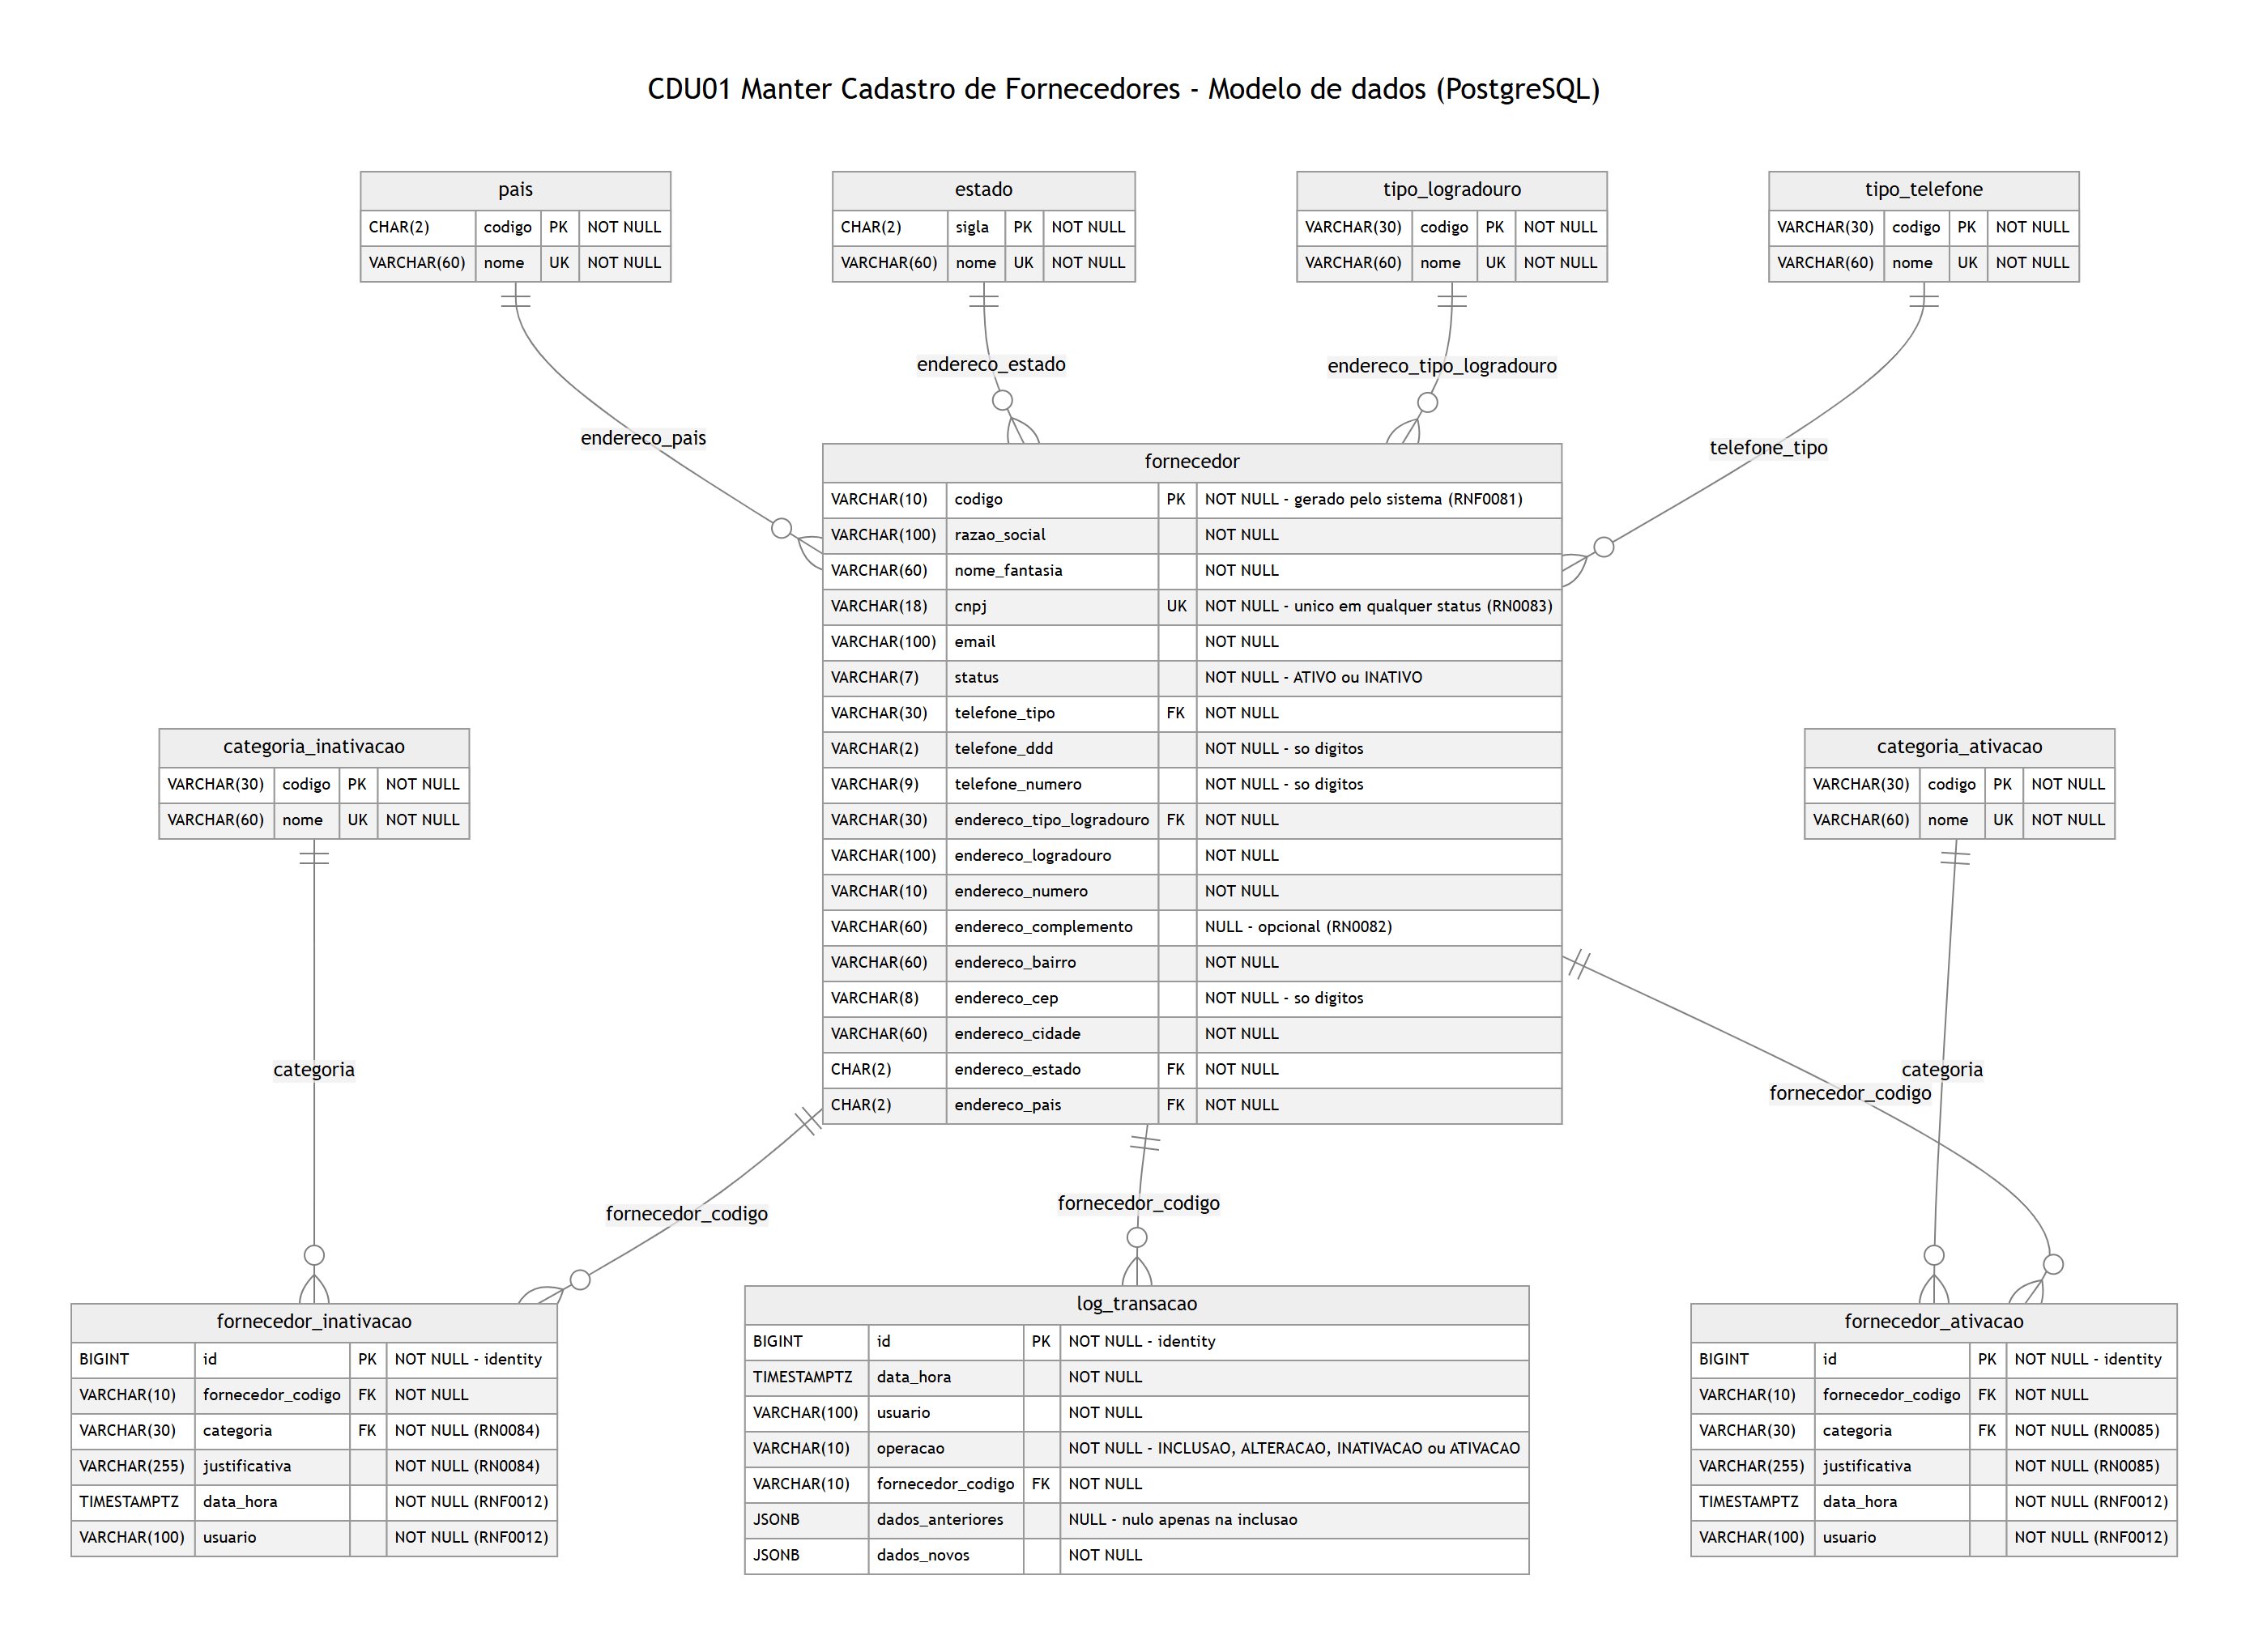 CDU01 Manter Cadastro de Fornecedores - Modelo de dados (PostgreSQL)
pais
CHAR(2) codigo PK NOT NULL
VARCHAR(60) nome UK NOT NULL
estado
CHAR(2) sigla PK NOT NULL
VARCHAR(60) nome UK NOT NULL
tipo_logradouro
VARCHAR(30) codigo PK NOT NULL
VARCHAR(60) nome UK NOT NULL
tipo_telefone
VARCHAR(30) codigo PK NOT NULL
VARCHAR(60) nome UK NOT NULL
endereco_pais
endereco_estado
endereco_tipo_logradouro
telefone_tipo
fornecedor
VARCHAR(10) codigo PK NOT NULL - gerado pelo sistema (RNF0081)
VARCHAR(100) razao_social NOT NULL
VARCHAR(60) nome_fantasia NOT NULL
VARCHAR(18) cnpj UK NOT NULL - unico em qualquer status (RN0083)
VARCHAR(100) email NOT NULL
VARCHAR(7) status NOT NULL - ATIVO ou INATIVO
VARCHAR(30) telefone_tipo FK NOT NULL
VARCHAR(2) telefone_ddd NOT NULL - so digitos
VARCHAR(9) telefone_numero NOT NULL - so digitos
VARCHAR(30) endereco_tipo_logradouro FK NOT NULL
VARCHAR(100) endereco_logradouro NOT NULL
VARCHAR(10) endereco_numero NOT NULL
VARCHAR(60) endereco_complemento NULL - opcional (RN0082)
VARCHAR(60) endereco_bairro NOT NULL
VARCHAR(8) endereco_cep NOT NULL - so digitos
VARCHAR(60) endereco_cidade NOT NULL
CHAR(2) endereco_estado FK NOT NULL
CHAR(2) endereco_pais FK NOT NULL
categoria_inativacao
VARCHAR(30) codigo PK NOT NULL
VARCHAR(60) nome UK NOT NULL
categoria_ativacao
VARCHAR(30) codigo PK NOT NULL
VARCHAR(60) nome UK NOT NULL
categoria
categoria
fornecedor_codigo
fornecedor_codigo
fornecedor_codigo
fornecedor_inativacao
BIGINT id PK NOT NULL - identity
VARCHAR(10) fornecedor_codigo FK NOT NULL
VARCHAR(30) categoria FK NOT NULL (RN0084)
VARCHAR(255) justificativa NOT NULL (RN0084)
TIMESTAMPTZ data_hora NOT NULL (RNF0012)
VARCHAR(100) usuario NOT NULL (RNF0012)
log_transacao
BIGINT id PK NOT NULL - identity
TIMESTAMPTZ data_hora NOT NULL
VARCHAR(100) usuario NOT NULL
VARCHAR(10) operacao NOT NULL - INCLUSAO, ALTERACAO, INATIVACAO ou ATIVACAO
VARCHAR(10) fornecedor_codigo FK NOT NULL
JSONB dados_anteriores NULL - nulo apenas na inclusao
JSONB dados_novos NOT NULL
fornecedor_ativacao
BIGINT id PK NOT NULL - identity
VARCHAR(10) fornecedor_codigo FK NOT NULL
VARCHAR(30) categoria FK NOT NULL (RN0085)
VARCHAR(255) justificativa NOT NULL (RN0085)
TIMESTAMPTZ data_hora NOT NULL (RNF0012)
VARCHAR(100) usuario NOT NULL (RNF0012)